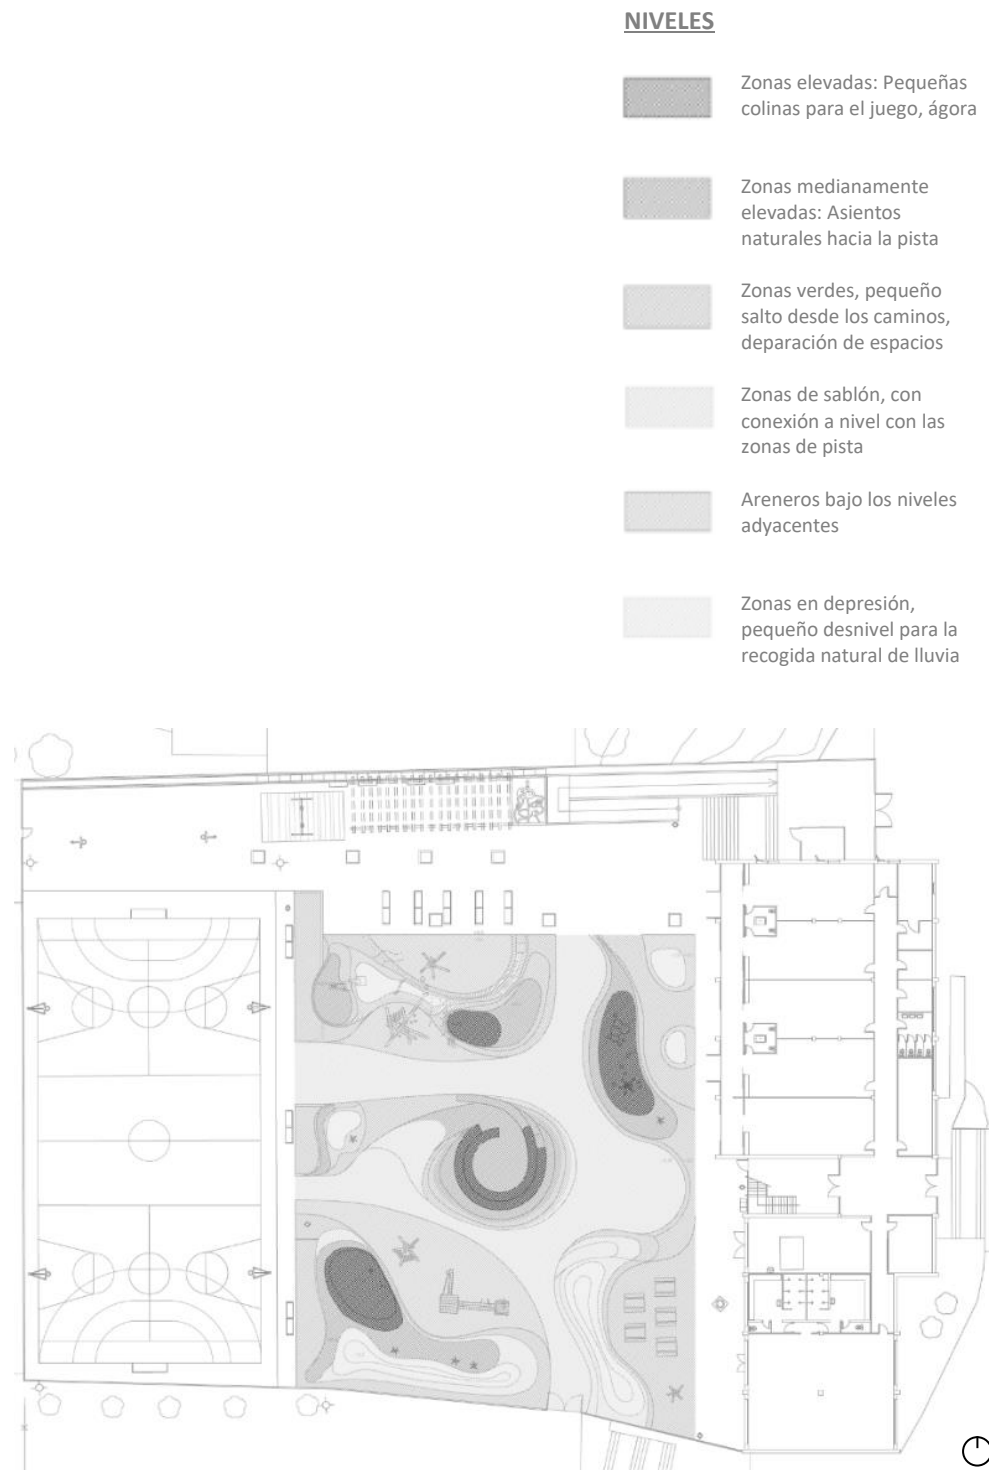 NIVELES
Zonas elevadas: Pequeñas
colinas para el juego, ágora
Zonas medianamente
elevadas: Asientos
naturales hacia la pista
Zonas verdes, pequeño
salto desde los caminos,
deparación de espacios
Zonas de sablón, con
conexión a nivel con las
zonas de pista
Areneros bajo los niveles
adyacentes
Zonas en depresión,
pequeño desnivel para la
recogida natural de lluvia